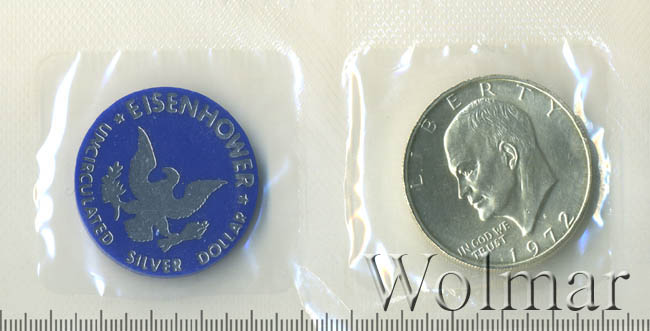 ★ EISENHOWER ★
UNCIRCULATED SILVER DOLLAR
LIBERTY
IN GOD WE
TRUST
1972
Wolmar